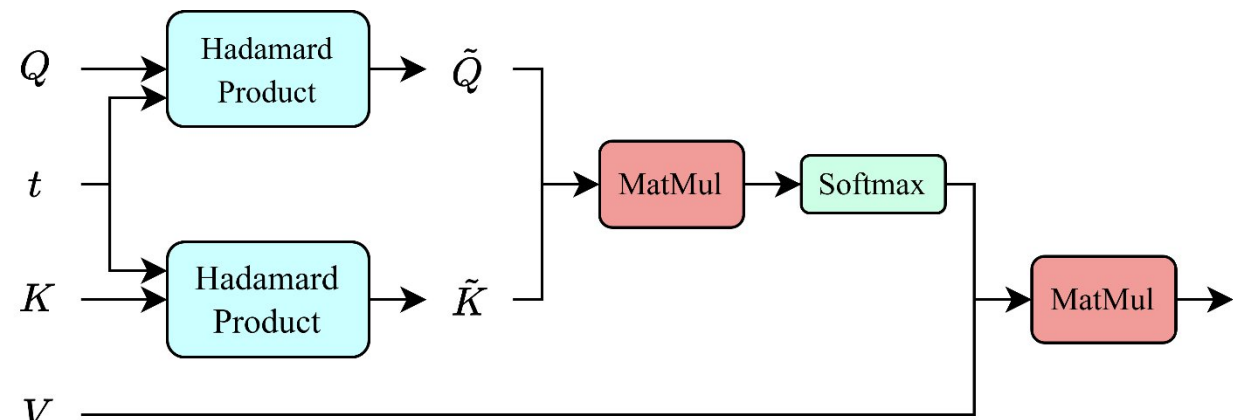 Q
Hadamard
Product
Q̃
t
MatMul
Softmax
K
Hadamard
Product
K̃
MatMul
V